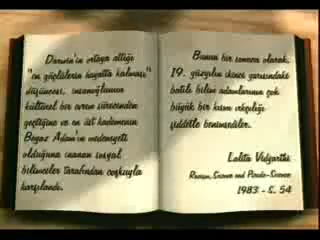 Darwin'in ortaya attığı
"en güçlülerin hayatta kalması"
düşüncesi, insanoğlunun
kültürel bir evrim sürecinden
geçtiğine ve en üst kademenin
Beyaz Adam'ın medeniyeti
olduğuna inanan sosyal
bilimciler tarafından coşkuyla
karşılandı.
Bunun bir sonucu olarak,
19. yüzyılın ikinci yarısındaki
batılı bilim adamlarının çok
büyük bir kısmı ırkçılığı
şiddetle benimsediler.
Lalita Vidyarthi
Racism, Science and Pseudo-Science
1983 - S. 54